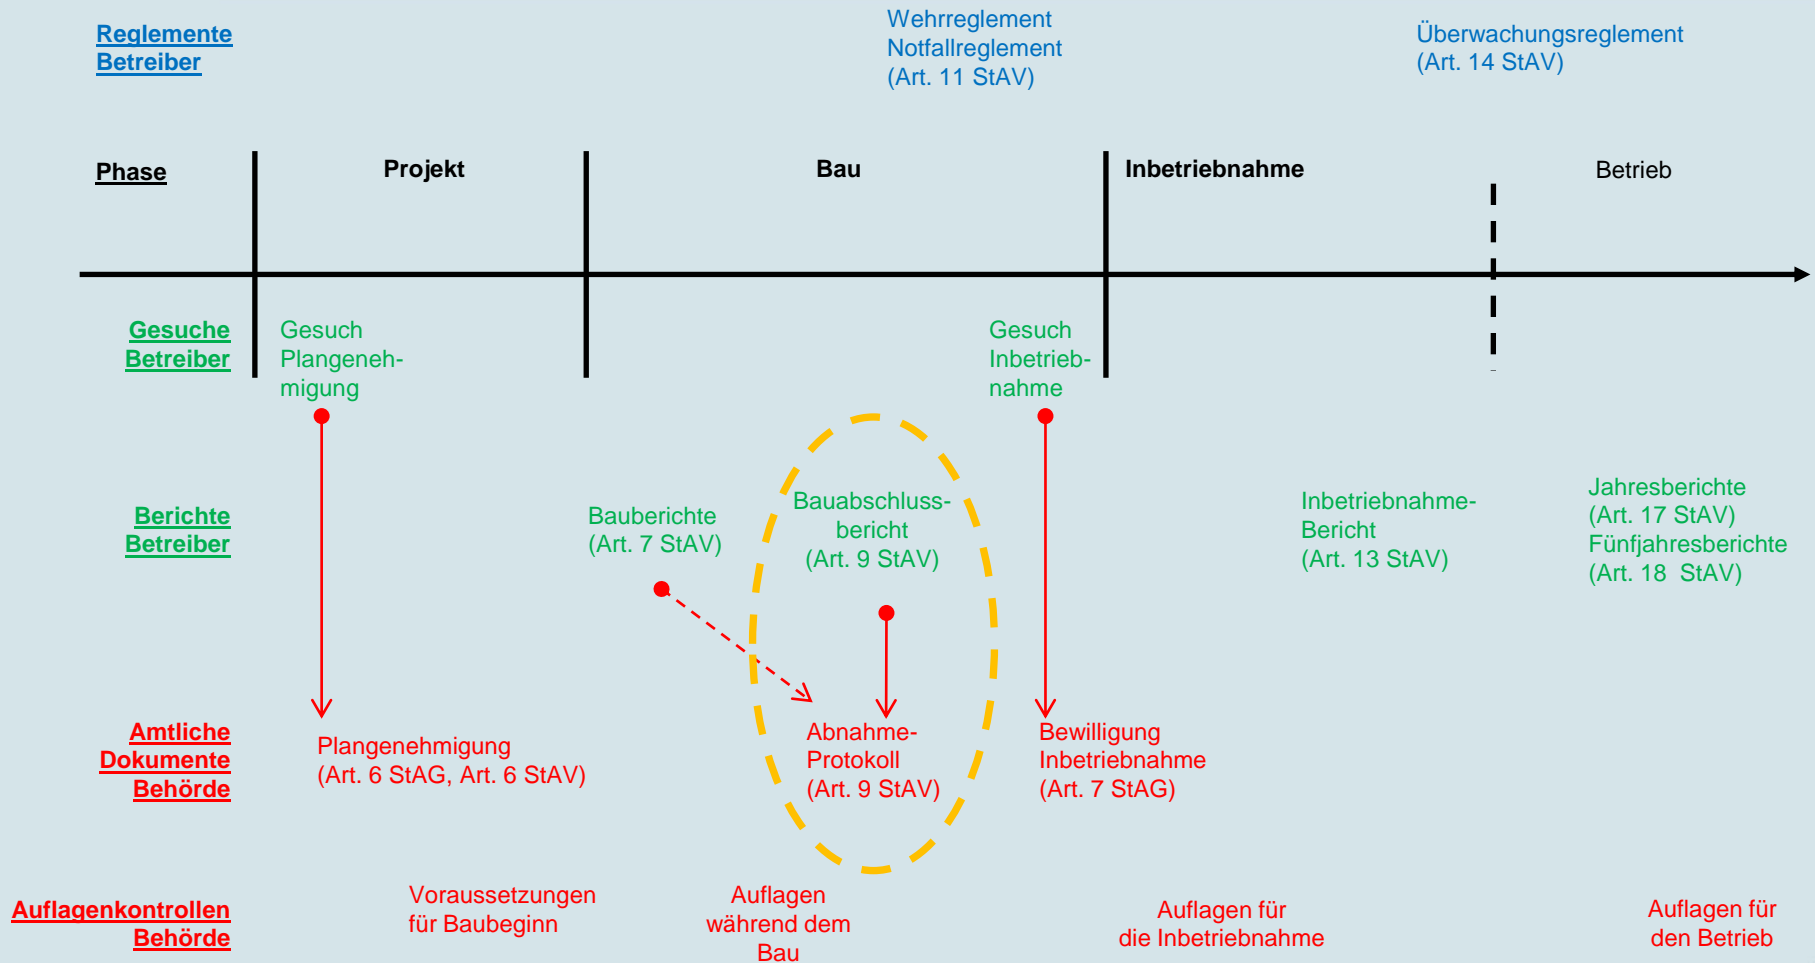 Reglemente
Betreiber
Wehrreglement
Notfallreglement
(Art. 11 StAV)
Überwachungsreglement
(Art. 14 StAV)
Phase
Projekt
Bau
Inbetriebnahme
Betrieb
Gesuche
Betreiber
Gesuch
Plangeneh-
migung
Gesuch
Inbetrieb-
nahme
Berichte
Betreiber
Bauberichte
(Art. 7 StAV)
Bauabschluss-
bericht
(Art. 9 StAV)
Inbetriebnahme-
Bericht
(Art. 13 StAV)
Jahresberichte
(Art. 17 StAV)
Fünfjahresberichte
(Art. 18 StAV)
Amtliche
Dokumente
Behörde
Plangenehmigung
(Art. 6 StAG, Art. 6 StAV)
Abnahme-
Protokoll
(Art. 9 StAV)
Bewilligung
Inbetriebnahme
(Art. 7 StAG)
Auflagenkontrollen
Behörde
Voraussetzungen
für Baubeginn
Auflagen
während dem
Bau
Auflagen für
die Inbetriebnahme
Auflagen für
den Betrieb